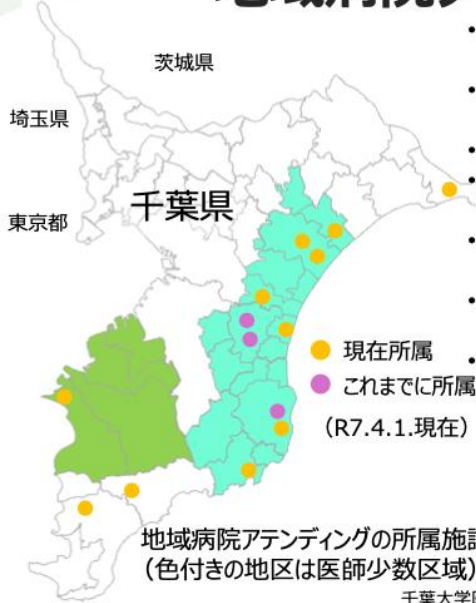 茨城県
埼玉県
東京都
千葉県
現在所属
これまでに所属
(R7.4.1.現在)
地域病院アテンディングの所属施設
(色付きの地区は医師少数区域)